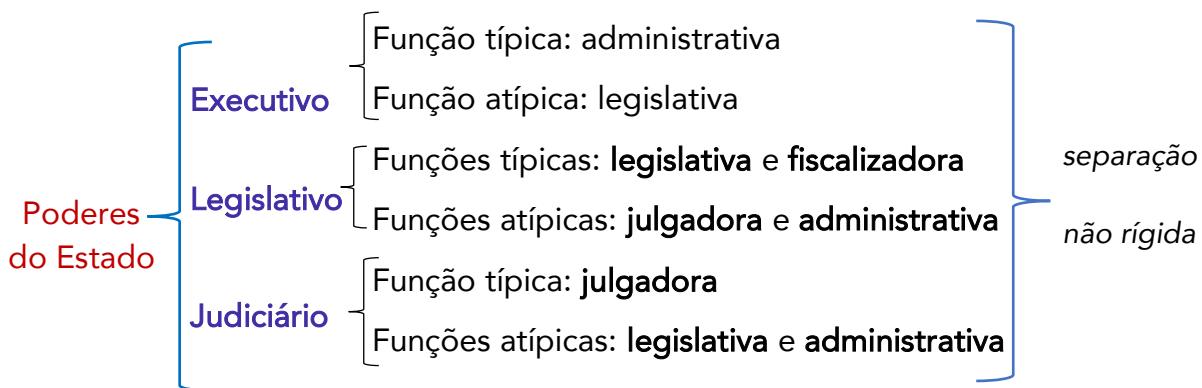 Poderes
do Estado
Executivo
Função típica: administrativa
Função atípica: legislativa
Legislativo
Funções típicas: legislativa e fiscalizadora
Funções atípicas: julgadora e administrativa
Judiciário
Função típica: julgadora
Funções atípicas: legislativa e administrativa
separação
não rígida